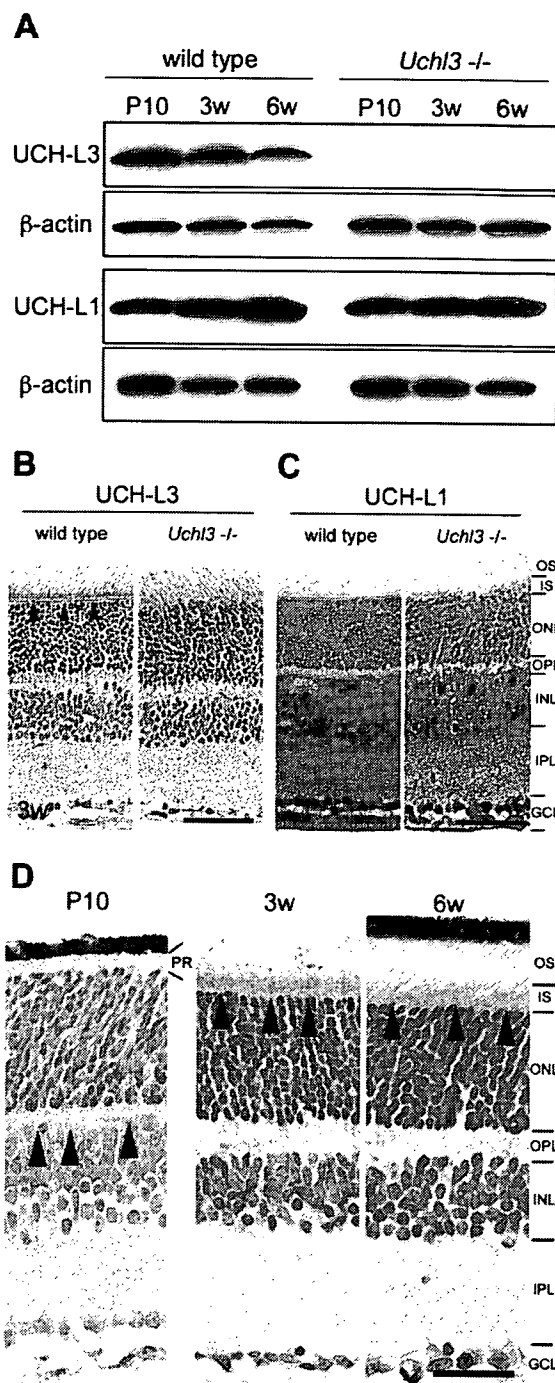 A
wild type Uchl3 -/-
P10 3w 6w P10 3w 6w
UCH-L3
β-actin
UCH-L1
β-actin
B
UCH-L3
wild type Uchl3 -/-
3w
C
UCH-L1
wild type Uchl3 -/-
OS
IS
ONL
OPL
INL
IPL
GCL
D
P10 3w 6w
PR
OS
IS
ONL
OPL
INL
IPL
GCL